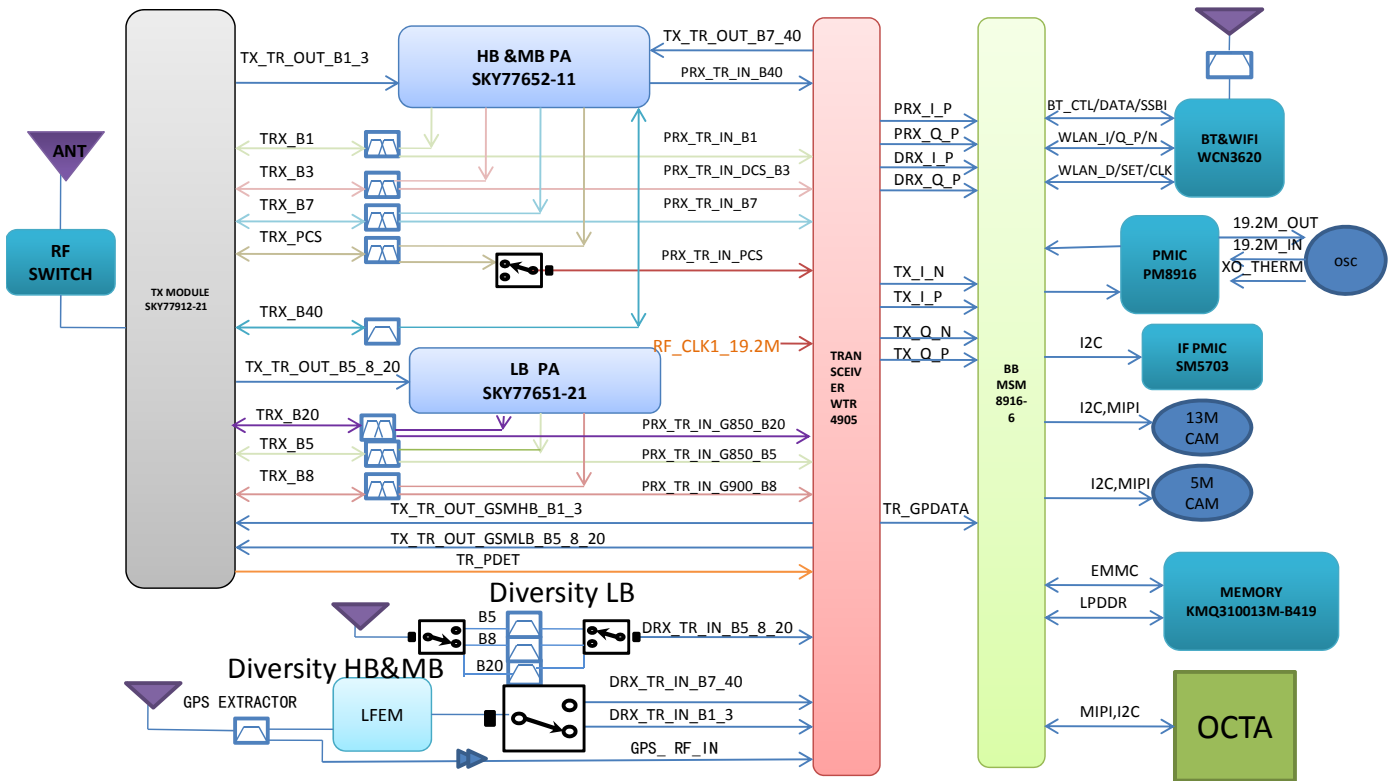 ANT
RF
SWITCH
TX MODULE
SKY77912-21
TX_TR_OUT_B1_3
HB &MB PA
SKY77652-11
TX_TR_OUT_B7_40
PRX_TR_IN_B40
TRX_B1
PRX_TR_IN_B1
TRX_B3
PRX_TR_IN_DCS_B3
TRX_B7
PRX_TR_IN_B7
TRX_PCS
PRX_TR_IN_PCS
TRX_B40
RF_CLK1_19.2M
TX_TR_OUT_B5_8_20
LB PA
SKY77651-21
TRX_B20
PRX_TR_IN_G850_B20
TRX_B5
PRX_TR_IN_G850_B5
TRX_B8
PRX_TR_IN_G900_B8
TX_TR_OUT_GSMHB_B1_3
TX_TR_OUT_GSMLB_B5_8_20
TR_PDET
Diversity LB
B5
B8
B20
DRX_TR_IN_B5_8_20
Diversity HB&MB
GPS EXTRACTOR
LFEM
DRX_TR_IN_B7_40
DRX_TR_IN_B1_3
GPS_ RF_IN
TRAN
SCEIV
ER
WTR
4905
PRX_I_P
PRX_Q_P
DRX_I_P
DRX_Q_P
TX_I_N
TX_I_P
TX_Q_N
TX_Q_P
TR_GPDATA
BB
MSM
8916-
6
BT_CTL/DATA/SSBI
WLAN_I/Q_P/N
WLAN_D/SET/CLK
BT&WIFI
WCN3620
PMIC
PM8916
19.2M_OUT
19.2M_IN
XO_THERM
OSC
I2C
IF PMIC
SM5703
I2C,MIPI
13M
CAM
I2C,MIPI
5M
CAM
EMMC
LPDDR
MEMORY
KMQ310013M-B419
MIPI,I2C
OCTA